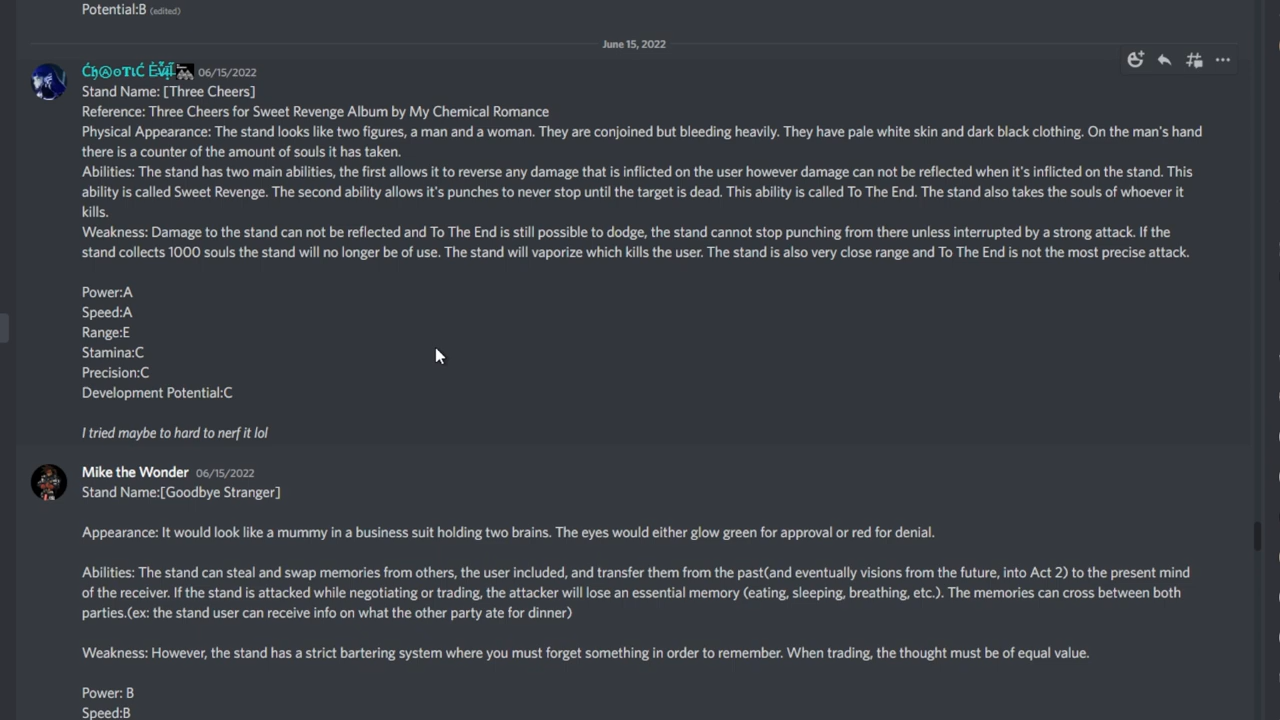 Potential:B (edited)
June 15, 2022
06/15/2022
Stand Name: [Three Cheers]
Reference: Three Cheers for Sweet Revenge Album by My Chemical Romance
Physical Appearance: The stand looks like two figures, a man and a woman. They are conjoined but bleeding heavily. They have pale white skin and dark black clothing. On the man's hand
there is a counter of the amount of souls it has taken.
Abilities: The stand has two main abilities, the first allows it to reverse any damage that is inflicted on the user however damage can not be reflected when it's inflicted on the stand. This
ability is called Sweet Revenge. The second ability allows it's punches to never stop until the target is dead. This ability is called To The End. The stand also takes the souls of whoever it
kills.
Weakness: Damage to the stand can not be reflected and To The End is still possible to dodge, the stand cannot stop punching from there unless interrupted by a strong attack. If the
stand collects 1000 souls the stand will no longer be of use. The stand will vaporize which kills the user. The stand is also very close range and To The End is not the most precise attack.
Power:A
Speed:A
Range:E
Stamina:C
Precision:C
Development Potential:C
I tried maybe to hard to nerf it lol
Mike the Wonder 06/15/2022
Stand Name:[Goodbye Stranger]
Appearance: It would look like a mummy in a business suit holding two brains. The eyes would either glow green for approval or red for denial.
Abilities: The stand can steal and swap memories from others, the user included, and transfer them from the past(and eventually visions from the future, into Act 2) to the present mind
of the receiver. If the stand is attacked while negotiating or trading, the attacker will lose an essential memory (eating, sleeping, breathing, etc.). The memories can cross between both
parties.(ex: the stand user can receive info on what the other party ate for dinner)
Weakness: However, the stand has a strict bartering system where you must forget something in order to remember. When trading, the thought must be of equal value.
Power: B
Speed:B